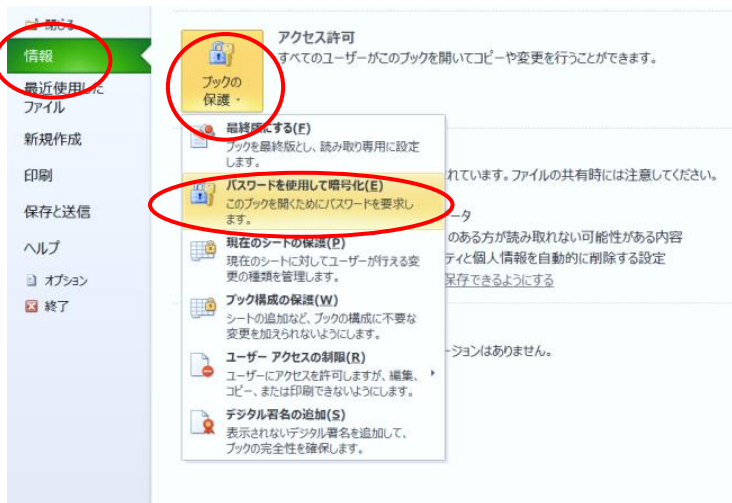 閉じる
情報
最近使用した
ファイル
新規作成
印刷
保存と送信
ヘルプ
オプション
終了
ブックの
保護
アクセス許可
すべてのユーザーがこのブックを開いてコピーや変更を行うことができます。
最終版にする(F)
ブックを最終版とし、読み取り専用に設定
します。
パスワードを使用して暗号化(E)
このブックを開くためにパスワードを要求し
ます。
現在のシートの保護(P)
現在のシートに対してユーザーが行える変
更の種類を管理します。
ブック構成の保護(W)
シートの追加など、ブックの構成に不要な
変更を加えられないようにします。
ユーザー アクセスの制限(R)
ユーザーにアクセスを許可しますが、編集、
コピー、または印刷できないようにします。
デジタル署名の追加(S)
表示されないデジタル署名を追加して、
ブックの完全性を確保します。
れています。ファイルの共有時には注意してください。
ータ
のある方が読み取れない可能性がある内容
ティと個人情報を自動的に削除する設定
保存できるようにする
ージョンはありません。